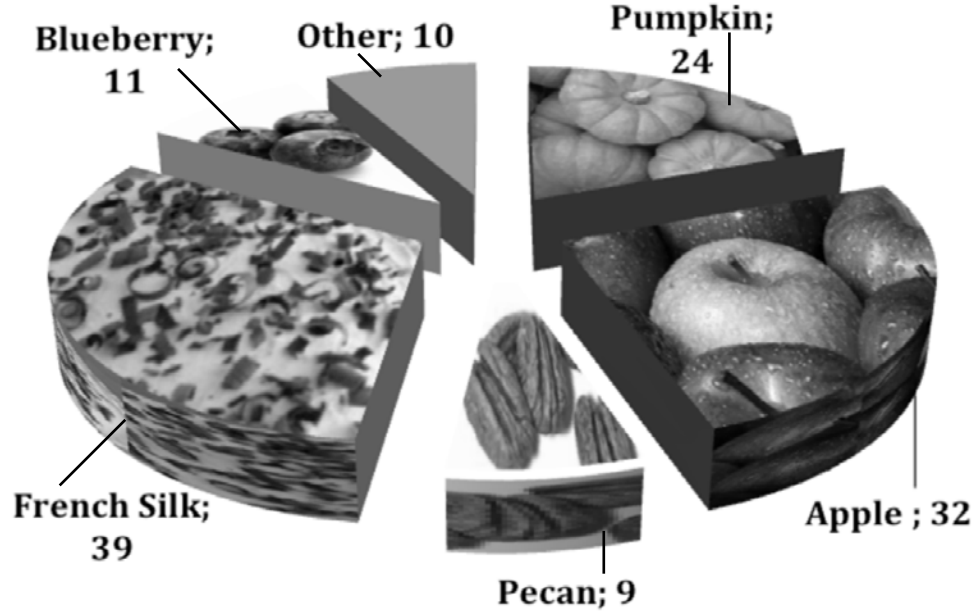 Blueberry;
11
Other; 10
Pumpkin;
24
French Silk;
39
Pecan; 9
Apple ; 32